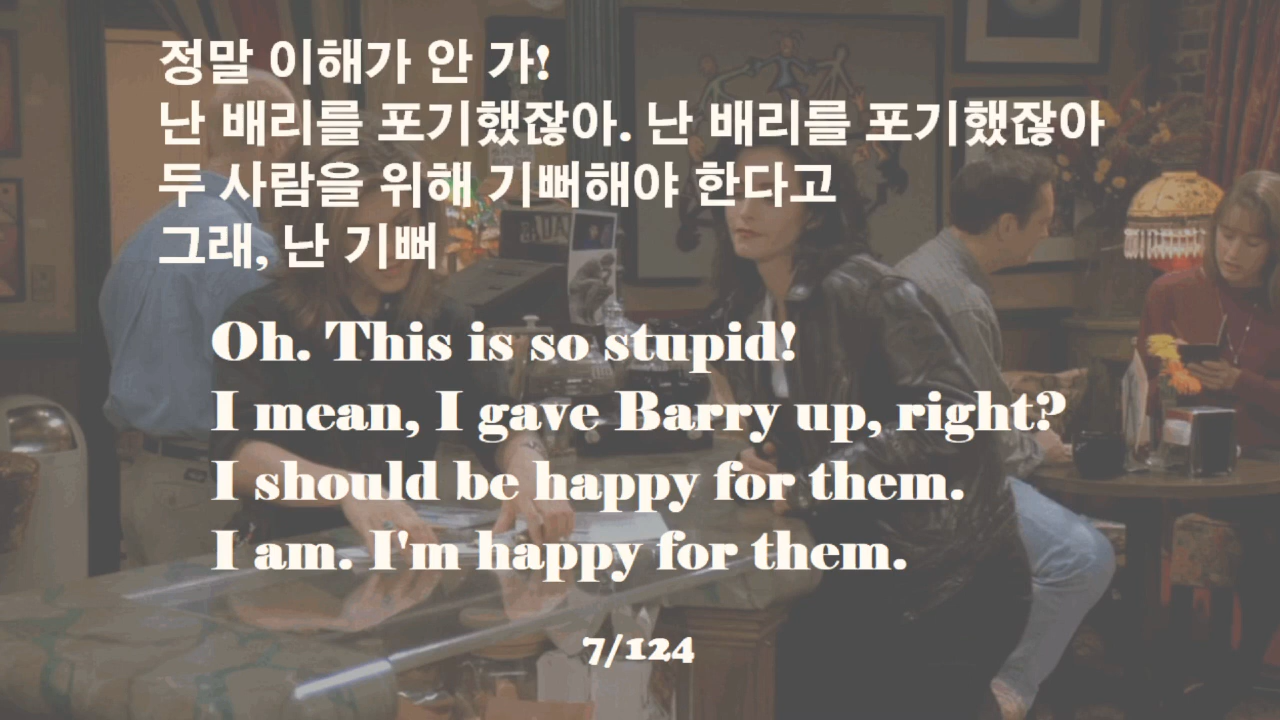 정말 이해가 안 가!
난 배리를 포기했잖아. 난 배리를 포기했잖아
두 사람을 위해 기뻐해야 한다고
그래, 난 기뻐
Oh. This is so stupid!
I mean, I gave Barry up, right?
I should be happy for them.
I am. I'm happy for them.
7/124